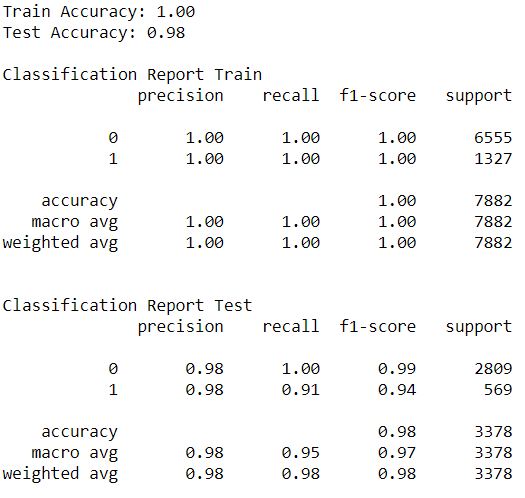 Train Accuracy: 1.00
Test Accuracy: 0.98
Classification Report Train
precision recall f1-score support
0 1.00 1.00 1.00 6555
1 1.00 1.00 1.00 1327
accuracy 1.00 7882
macro avg 1.00 1.00 1.00 7882
weighted avg 1.00 1.00 1.00 7882
Classification Report Test
precision recall f1-score support
0 0.98 1.00 0.99 2809
1 0.98 0.91 0.94 569
accuracy 0.98 3378
macro avg 0.98 0.95 0.97 3378
weighted avg 0.98 0.98 0.98 3378